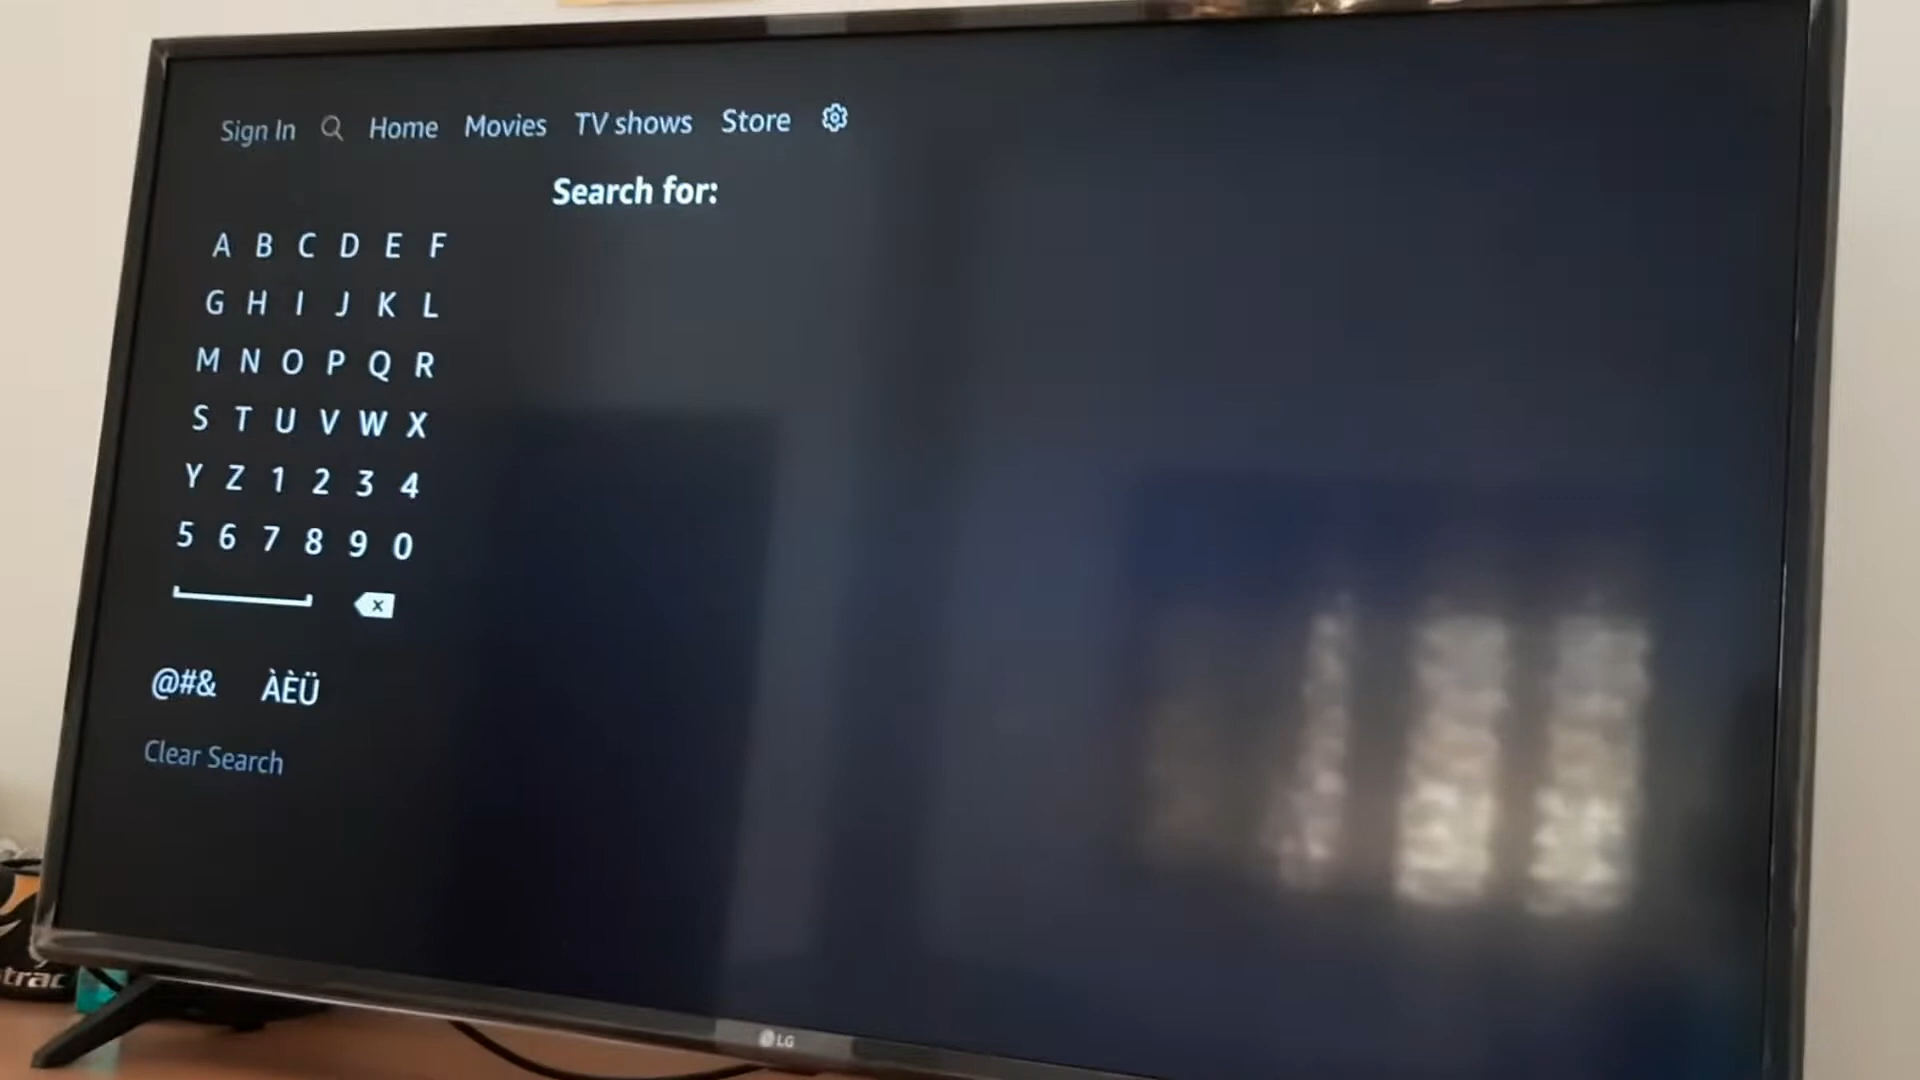 Sign In Home Movies TV shows Store
Search for:
A B C D E F
G H I J K L
M N O P Q R
S T U V W X
Y Z 1 2 3 4
5 6 7 8 9 0
@#& ÀÈÜ
Clear Search
trac
LG